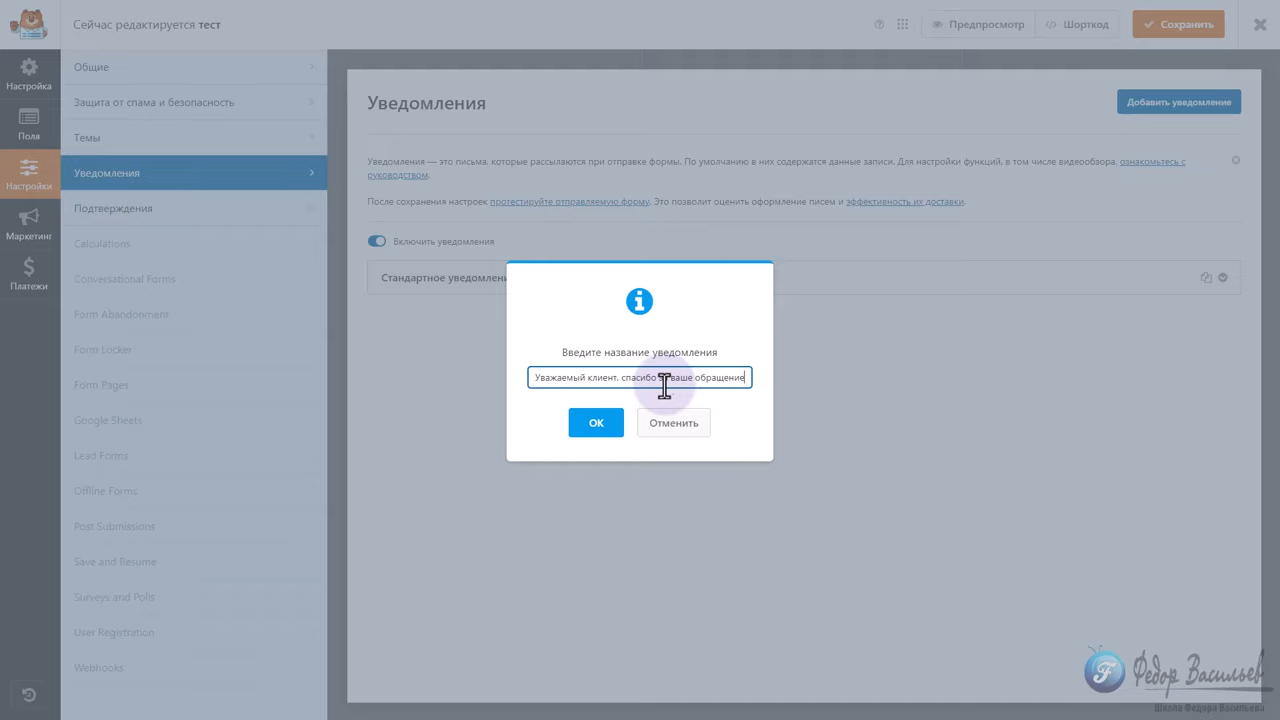 Сейчас редактируется тест
Предпросмотр
Шорткод
Сохранить
Настройка
Поля
Настройки
Маркетинг
Платежи
Общие
Защита от спама и безопасность
Темы
Уведомления
Подтверждения
Calculations
Conversational Forms
Form Abandonment
Form Locker
Form Pages
Google Sheets
Lead Forms
Offline Forms
Post Submissions
Save and Resume
Surveys and Polls
User Registration
Webhooks
Уведомления
Добавить уведомление
Уведомления — это письма, которые рассылаются при отправке формы. По умолчанию в них содержатся данные записи. Для настройки функций, в том числе видеообзора, ознакомьтесь с
руководством.
После сохранения настроек протестируйте отправляемую форму. Это позволит оценить оформление писем и эффективность их доставки.
Включить уведомления
Стандартное уведомлени
Введите название уведомления
Уважаемый клиент, спасибо ваше обращение
ОК
Отменить
Федор Васильев
Школа Федора Васильева